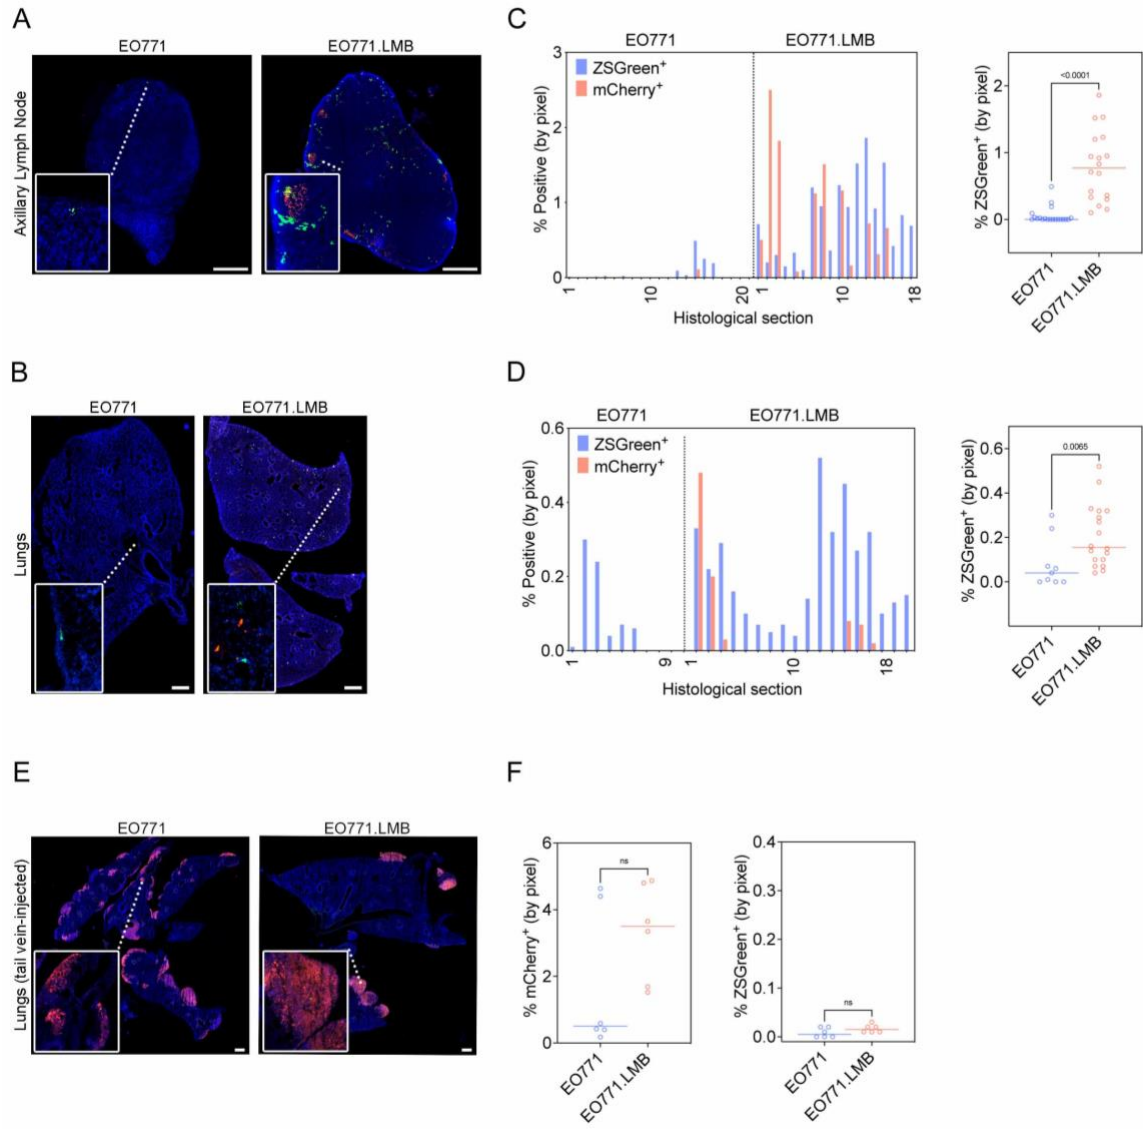 A
EO771
EO771.LMB
Axillary Lymph Node
B
EO771
EO771.LMB
Lungs
C
EO771
EO771.LMB
ZSGreen+
mCherry+
% Positive (by pixel)
3
2
1
0
1
10
20
1
10
18
Histological section
<0.0001
% ZSGreen+ (by pixel)
2
1
0
EO771
EO771.LMB
D
EO771
EO771.LMB
ZSGreen+
mCherry+
% Positive (by pixel)
0.6
0.4
0.2
0.0
1
9
1
10
18
Histological section
0.0065
% ZSGreen+ (by pixel)
0.6
0.4
0.2
0.0
EO771
EO771.LMB
E
EO771
EO771.LMB
Lungs (tail vein-injected)
F
ns
% mCherry+ (by pixel)
6
4
2
0
EO771
EO771.LMB
ns
% ZSGreen+ (by pixel)
0.4
0.3
0.2
0.1
0.0
EO771
EO771.LMB